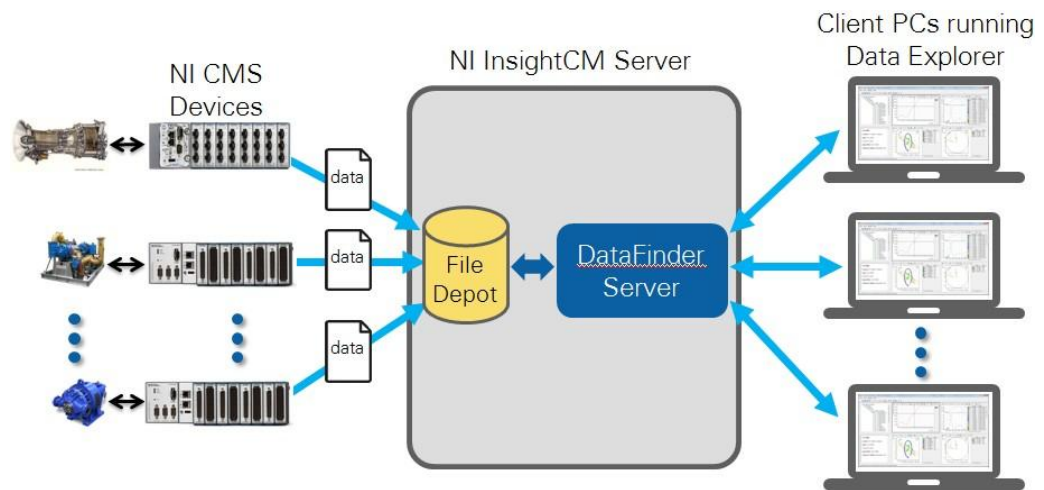 Client PCs running
Data Explorer
NI InsightCM Server
NI CMS
Devices
data
data
data
File
Depot
DataFinder
Server